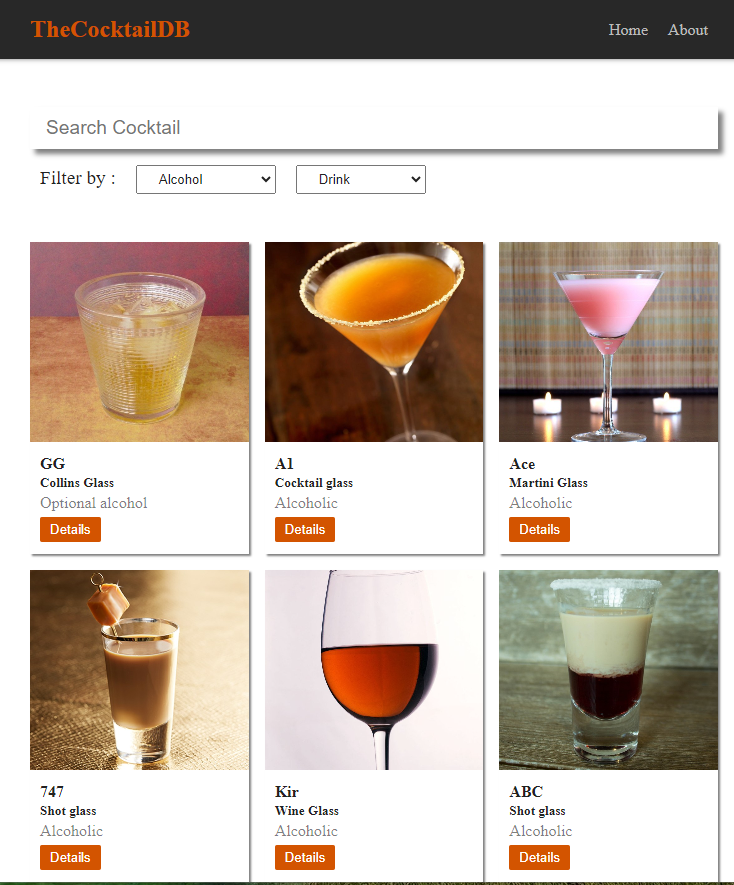 TheCocktailDB
Home About
Search Cocktail
Filter by : Alcohol Drink
GG
Collins Glass
Optional alcohol
Details
A1
Cocktail glass
Alcoholic
Details
Ace
Martini Glass
Alcoholic
Details
747
Shot glass
Alcoholic
Details
Kir
Wine Glass
Alcoholic
Details
ABC
Shot glass
Alcoholic
Details